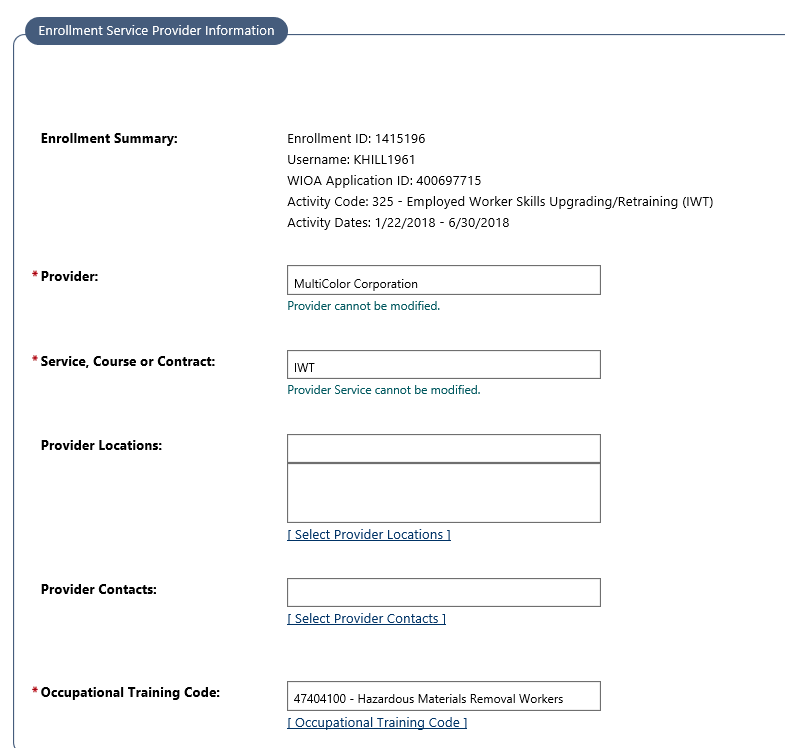 Enrollment Service Provider Information
Enrollment Summary:
Enrollment ID: 1415196
Username: KHILL1961
WIOA Application ID: 400697715
Activity Code: 325 - Employed Worker Skills Upgrading/Retraining (IWT)
Activity Dates: 1/22/2018 - 6/30/2018
* Provider:
MultiColor Corporation
Provider cannot be modified.
* Service, Course or Contract:
IWT
Provider Service cannot be modified.
Provider Locations:
[ Select Provider Locations ]
Provider Contacts:
[ Select Provider Contacts ]
* Occupational Training Code:
47404100 - Hazardous Materials Removal Workers
[ Occupational Training Code ]